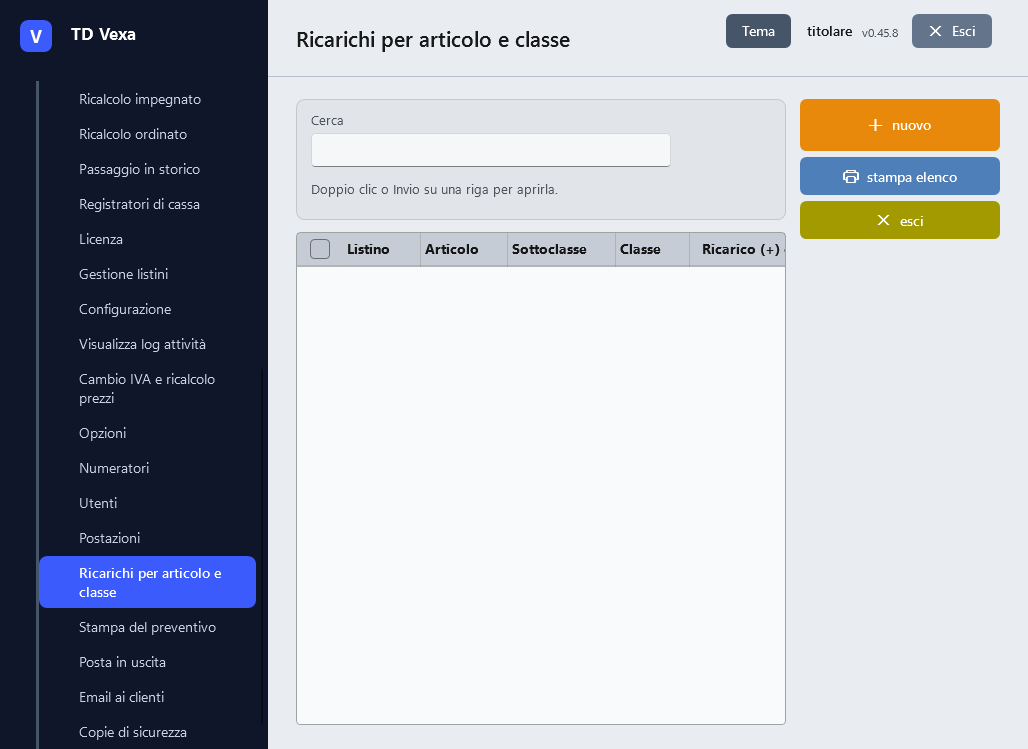 V TD Vexa
Ricalcolo impegnato
Ricalcolo ordinato
Passaggio in storico
Registratori di cassa
Licenza
Gestione listini
Configurazione
Visualizza log attività
Cambio IVA e ricalcolo
prezzi
Opzioni
Numeratori
Utenti
Postazioni
Ricarichi per articolo e
classe
Stampa del preventivo
Posta in uscita
Email ai clienti
Copie di sicurezza
Ricarichi per articolo e classe
Tema titolare v0.45.8 Esci
Cerca
Doppio clic o Invio su una riga per aprirla.
Listino Articolo Sottoclasse Classe Ricarico (+)
nuovo
stampa elenco
esci